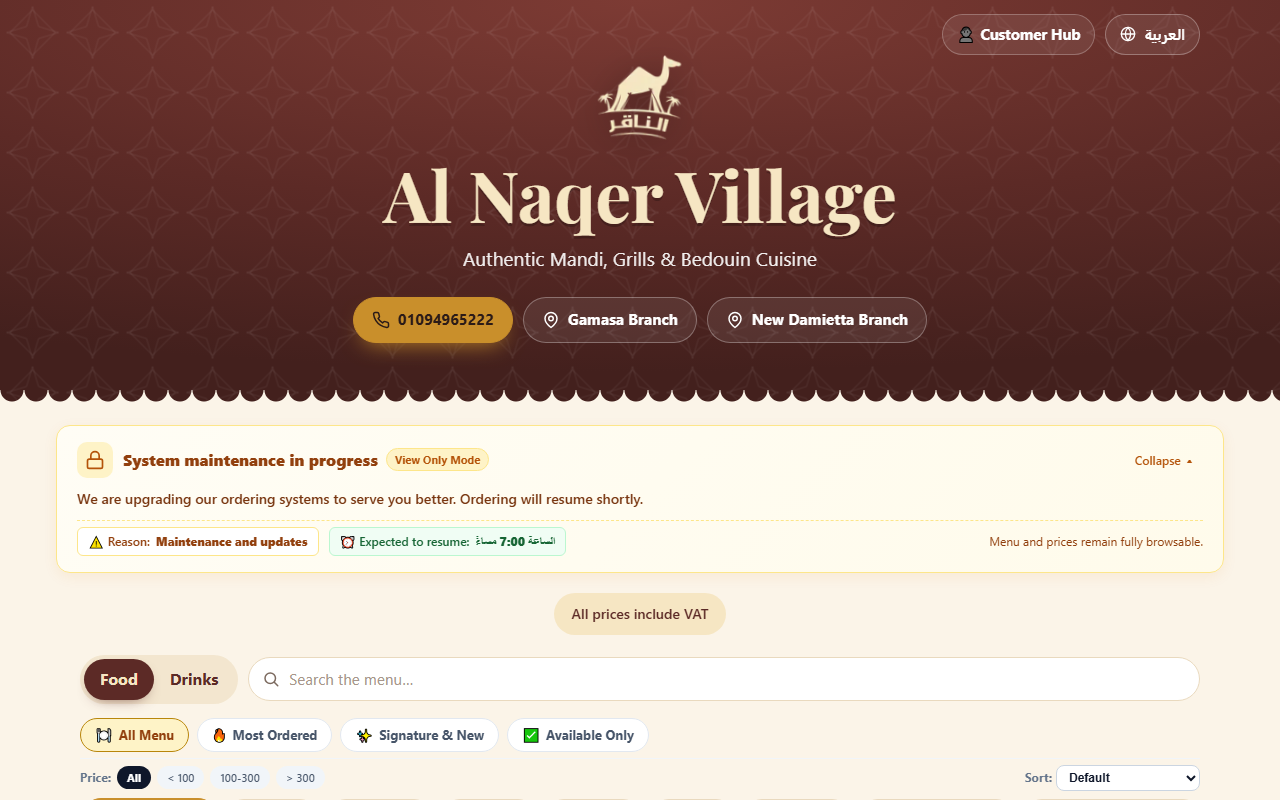 Customer Hub
العربية
الناقر
Al Naqer Village
Authentic Mandi, Grills & Bedouin Cuisine
01094965222
Gamasa Branch
New Damietta Branch
System maintenance in progress
View Only Mode
Collapse
We are upgrading our ordering systems to serve you better. Ordering will resume shortly.
Reason: Maintenance and updates
Expected to resume: الساعة 7:00 مساءً
Menu and prices remain fully browsable.
All prices include VAT
Food
Drinks
Search the menu...
All Menu
Most Ordered
Signature & New
Available Only
Price: All < 100 100-300 > 300
Sort: Default